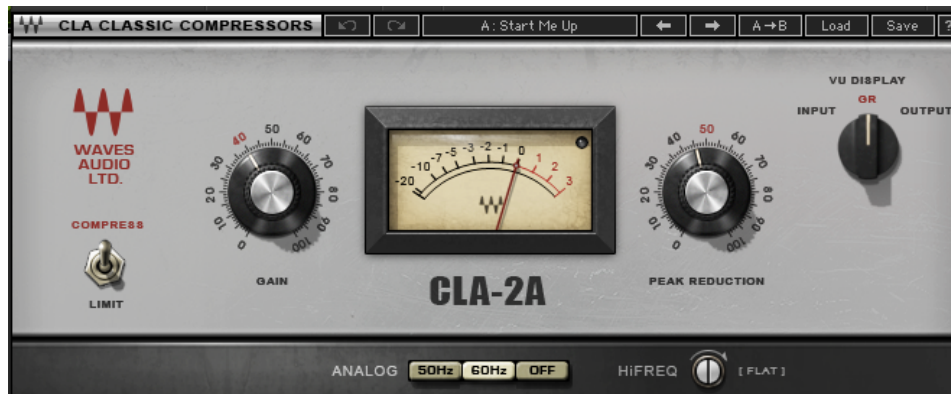 CLA CLASSIC COMPRESSORS A: Start Me Up A→B Load Save ?
WAVES
AUDIO
LTD.
COMPRESS
LIMIT
0 10 20 30 40 50 60 70 80 90 100
GAIN
-20 -10 -7 -5 -3 -2 -1 0 1 2 3
CLA-2A
0 10 20 30 40 50 60 70 80 90 100
PEAK REDUCTION
VU DISPLAY
INPUT GR OUTPUT
ANALOG 50Hz 60Hz OFF HiFREQ [ FLAT ]